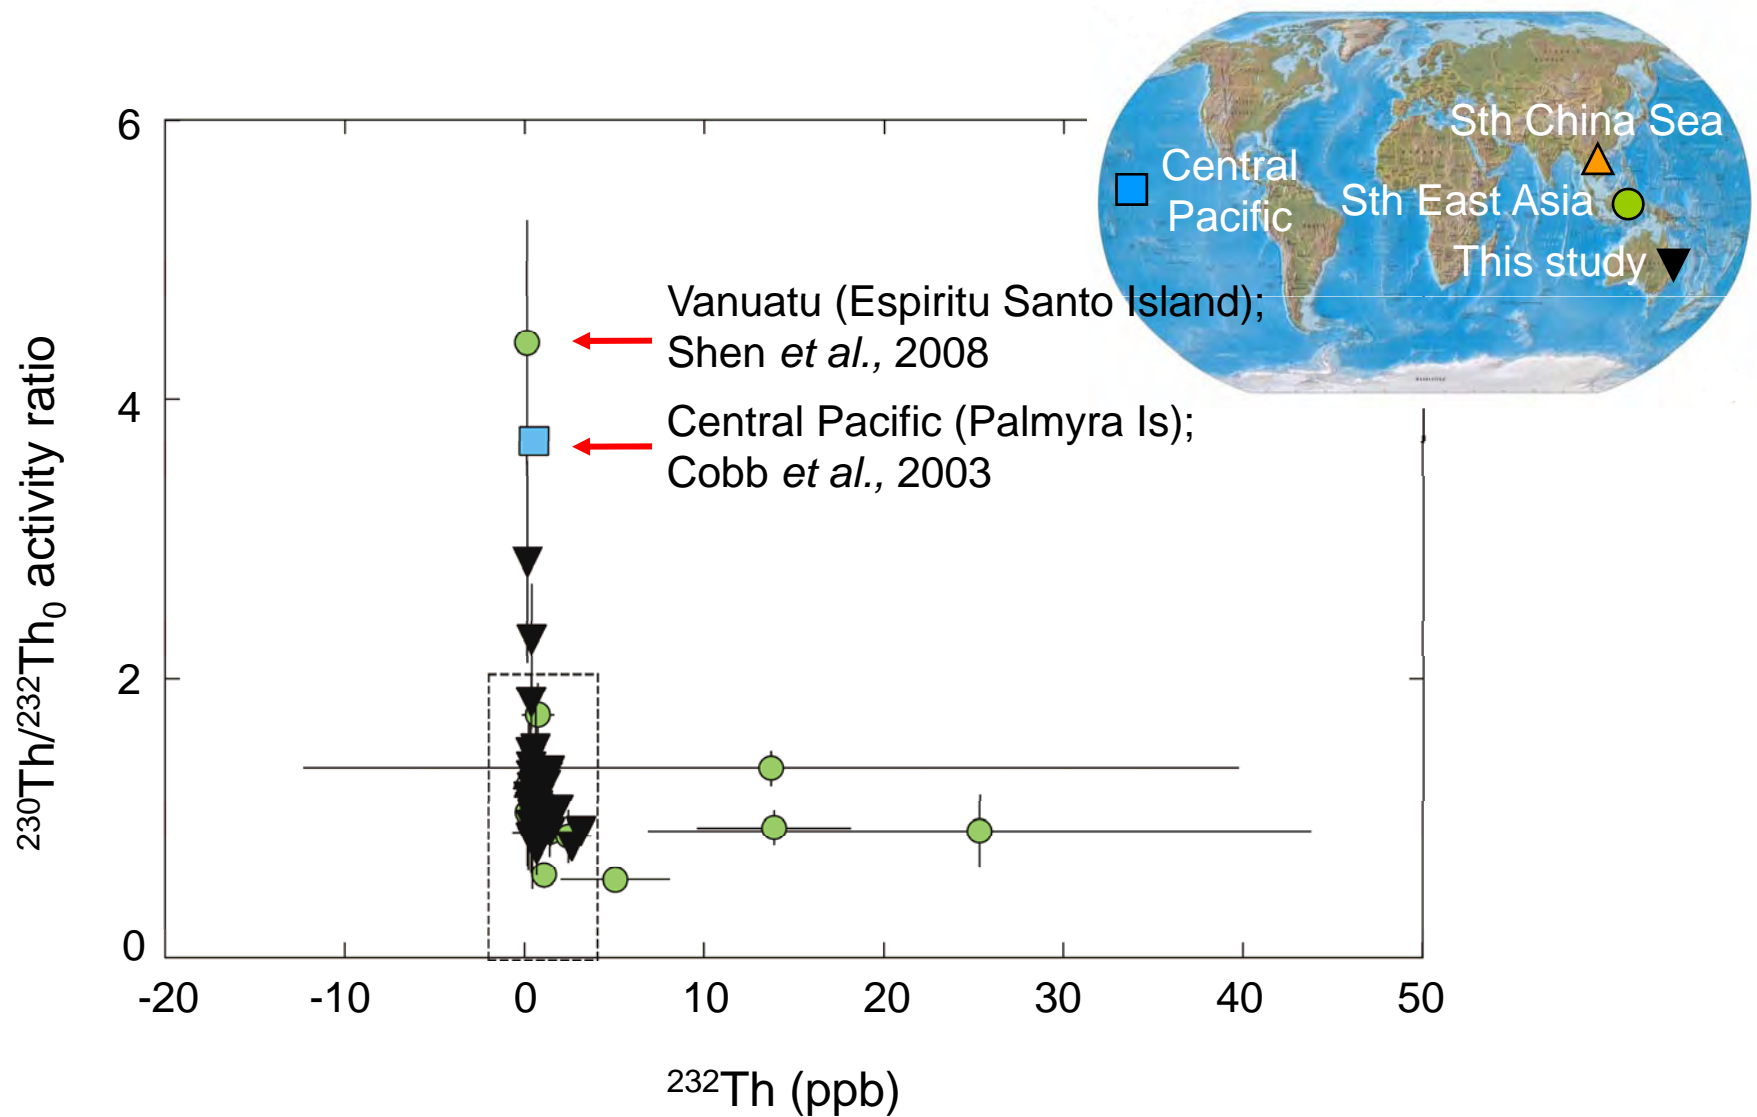 6
4
2
0
-20 -10 0 10 20 30 40 50
²³⁰Th/²³²Th₀ activity ratio
²³²Th (ppb)
Vanuatu (Espiritu Santo Island);
Shen et al., 2008
Central Pacific (Palmyra Is);
Cobb et al., 2003
Sth China Sea
Central
Pacific
Sth East Asia
This study